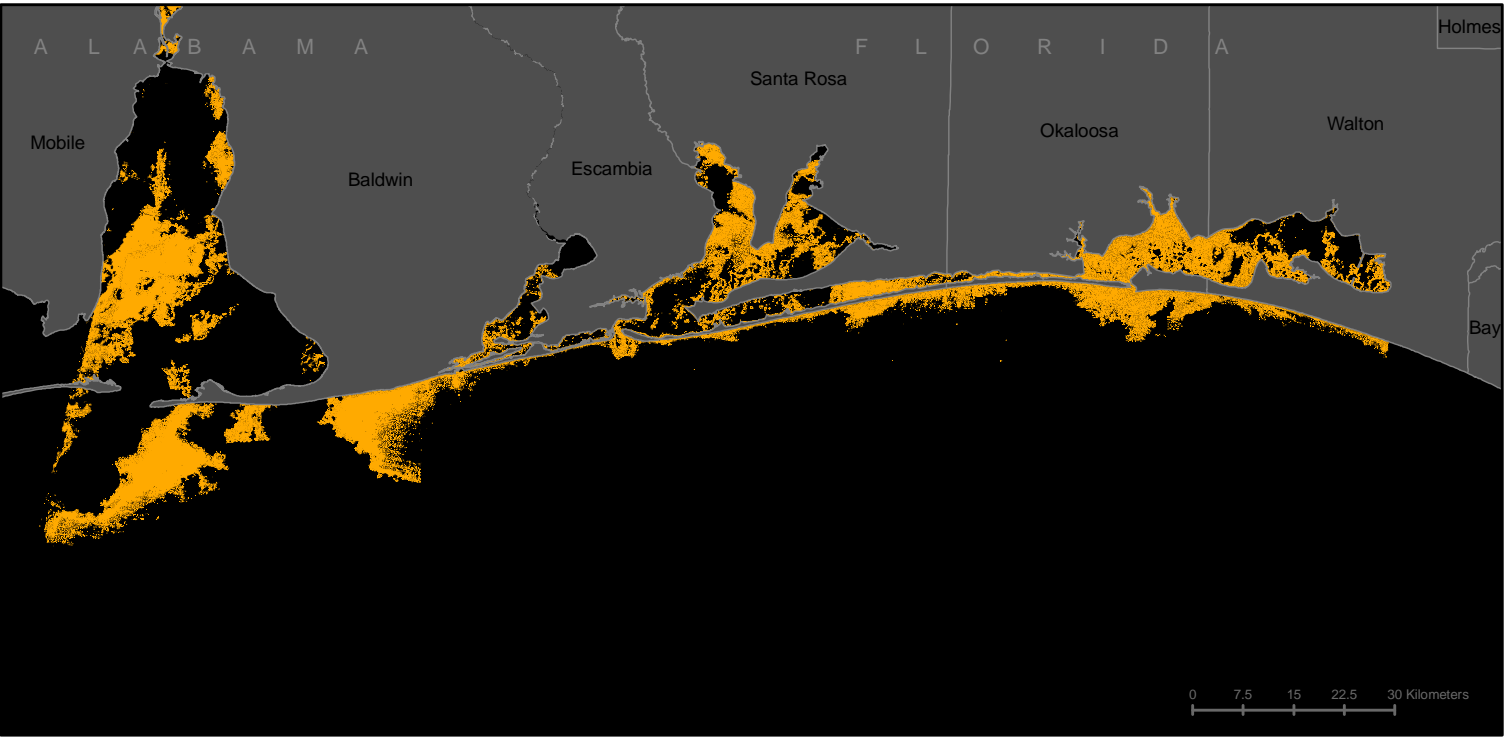 Holmes
A L A B A M A
F L O R I D A
Santa Rosa
Walton
Okaloosa
Mobile
Escambia
Baldwin
Bay
0 7.5 15 22.5 30 Kilometers